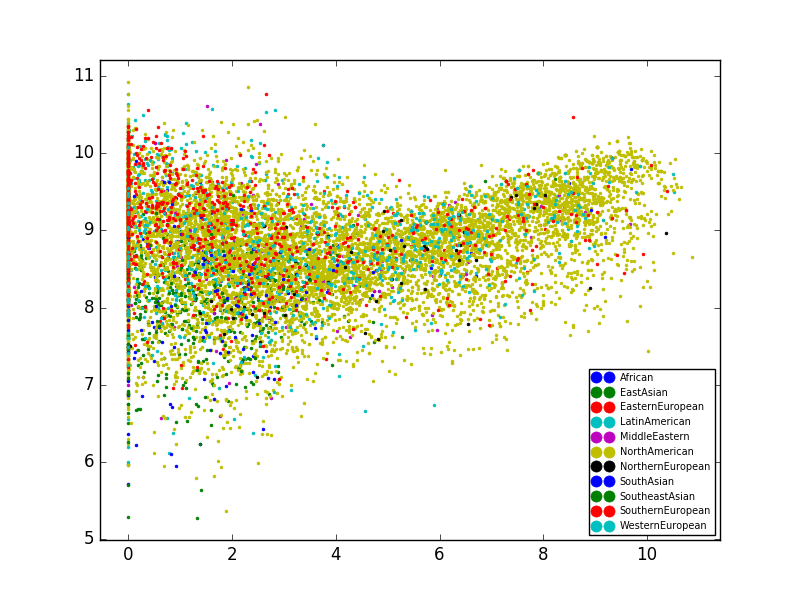 11
10
9
8
7
6
5
0 2 4 6 8 10
African
EastAsian
EasternEuropean
LatinAmerican
MiddleEastern
NorthAmerican
NorthernEuropean
SouthAsian
SoutheastAsian
SouthernEuropean
WesternEuropean